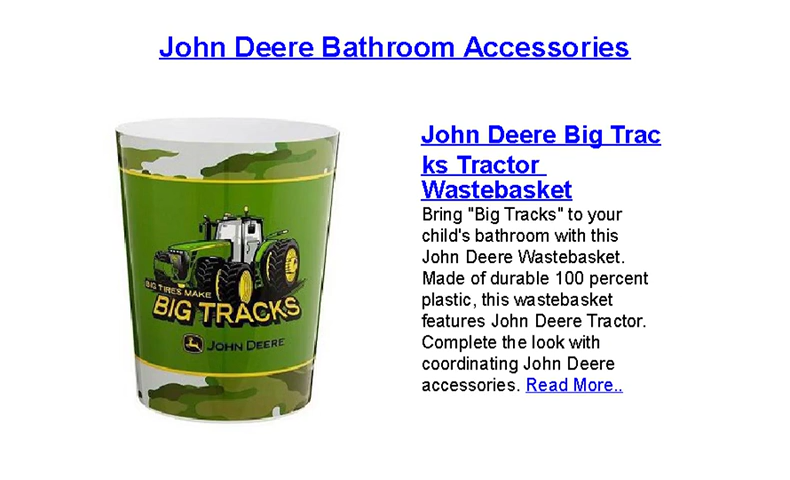 John Deere Bathroom Accessories
BIG TIRES MAKE
BIG TRACKS
JOHN DEERE
John Deere Big Trac
ks Tractor
Wastebasket
Bring "Big Tracks" to your
child's bathroom with this
John Deere Wastebasket.
Made of durable 100 percent
plastic, this wastebasket
features John Deere Tractor.
Complete the look with
coordinating John Deere
accessories. Read More..